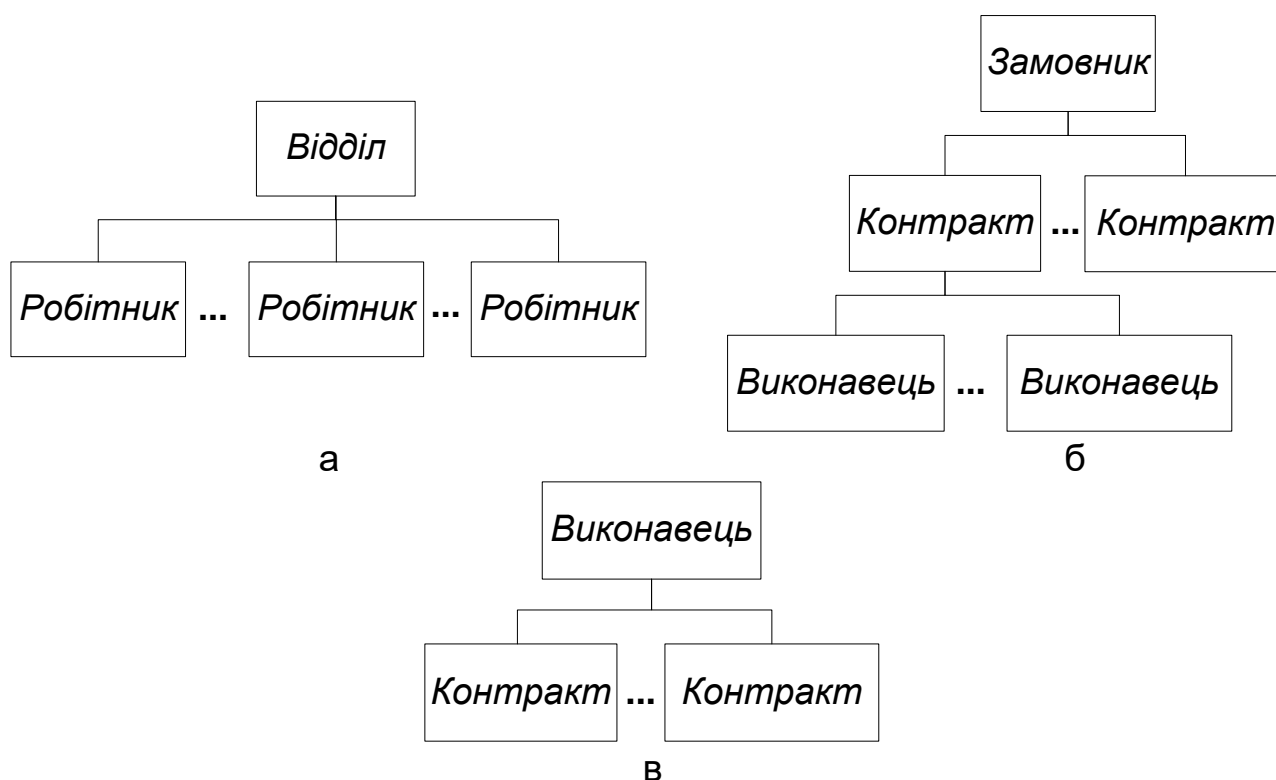 Замовник
Відділ
Контракт ... Контракт
Робітник ... Робітник ... Робітник
Виконавець ... Виконавець
а
б
Виконавець
Контракт ... Контракт
в